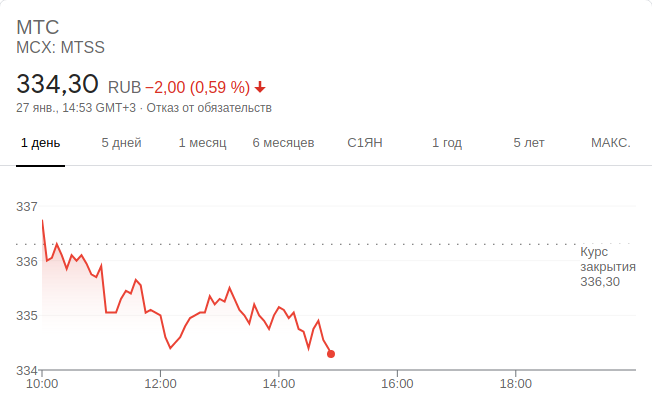 МТС
MCX: MTSS
334,30 RUB −2,00 (0,59 %)
27 янв., 14:53 GMT+3 · Отказ от обязательств
1 день 5 дней 1 месяц 6 месяцев С1ЯН 1 год 5 лет МАКС.
337
336
335
334
Курс
закрытия
336,30
10:00 12:00 14:00 16:00 18:00